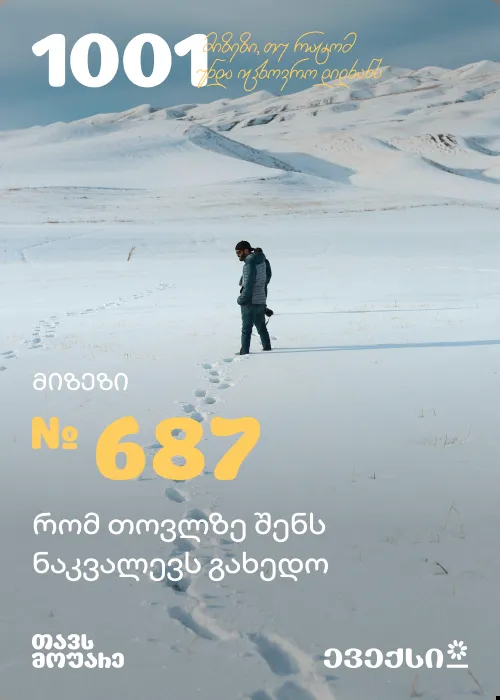 1001 მიზეზი, თუ რატომ
უნდა იცხოვრო დიდხანს
მიზეზი
№ 687
რომ თოვლზე შენს
ნაკვალევს გახედო
თავს
მოუარე
ევექსი